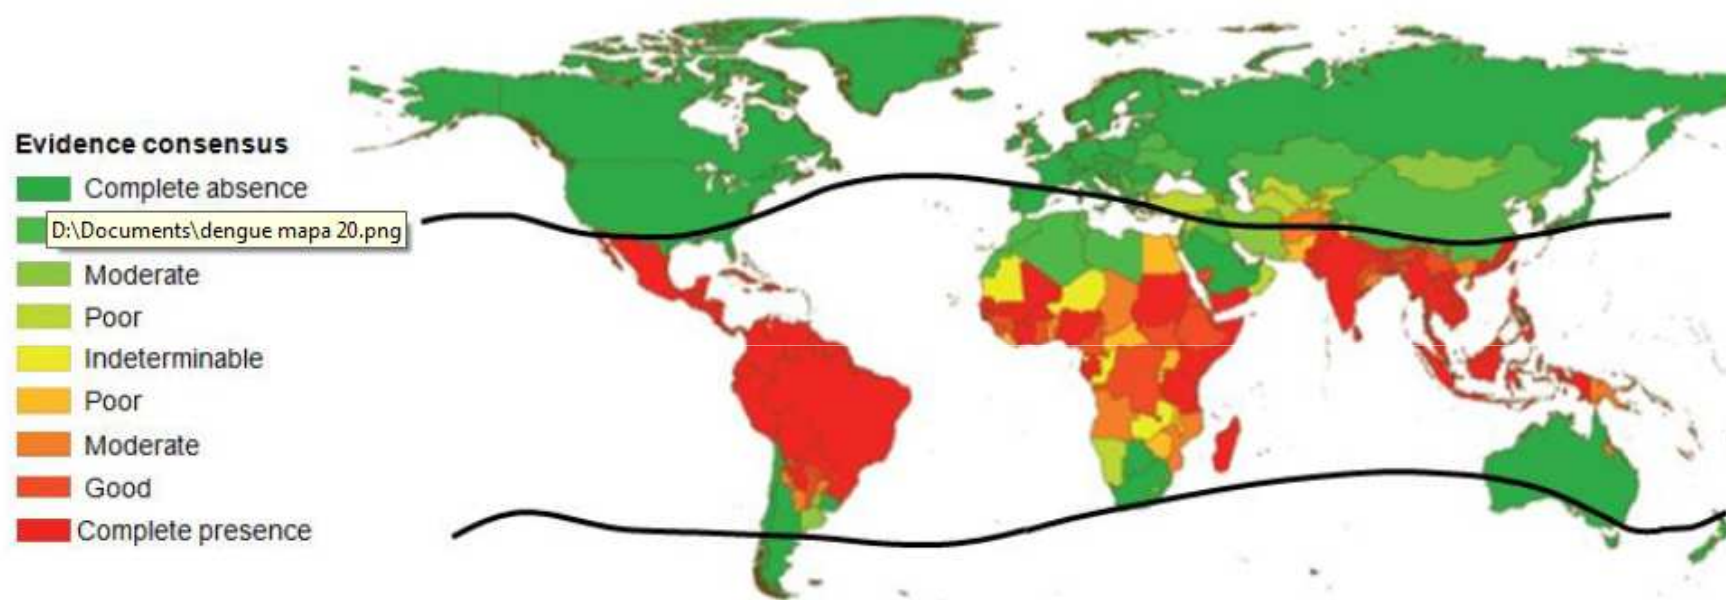 Evidence consensus
Complete absence
D:\Documents\dengue mapa 20.png
Moderate
Poor
Indeterminable
Poor
Moderate
Good
Complete presence